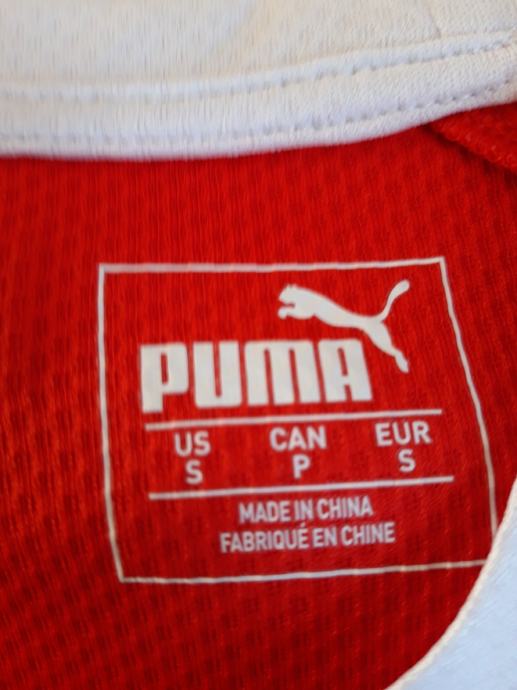 PUMA
US CAN EUR
S P S
MADE IN CHINA
FABRIQUÉ EN CHINE